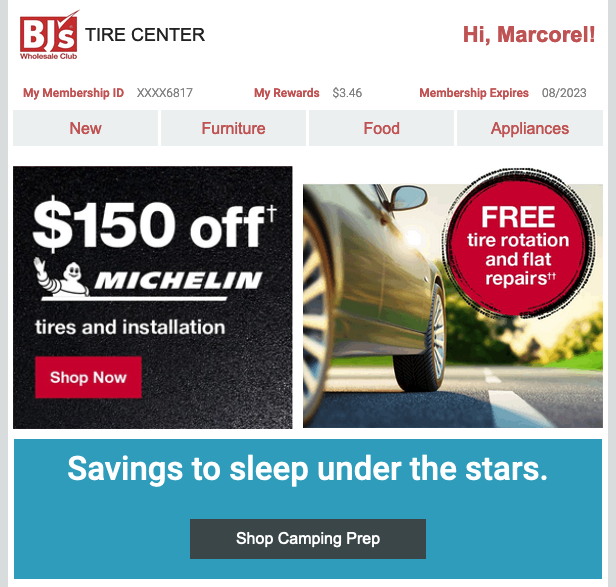 BJ's
Wholesale Club
TIRE CENTER
Hi, Marcorel!
My Membership ID XXXX6817 My Rewards $3.46 Membership Expires 08/2023
New Furniture Food Appliances
$150 off†
MICHELIN
tires and installation
Shop Now
FREE
tire rotation
and flat
repairs††
Savings to sleep under the stars.
Shop Camping Prep